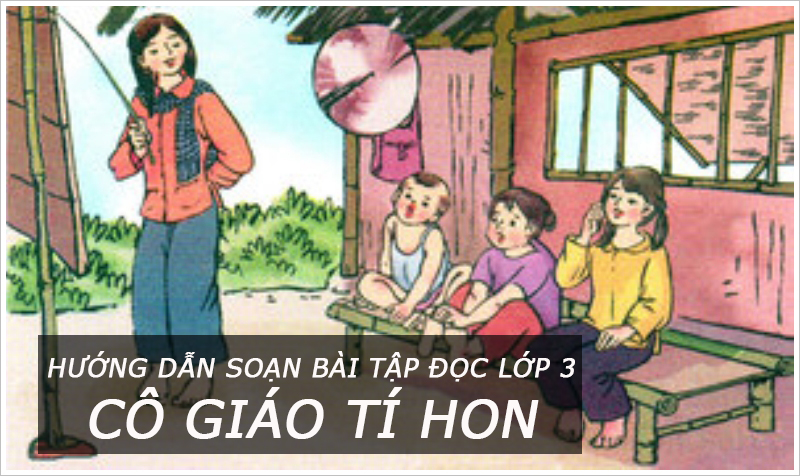 HƯỚNG DẪN SOẠN BÀI TẬP ĐỌC LỚP 3
CÔ GIÁO TÍ HON